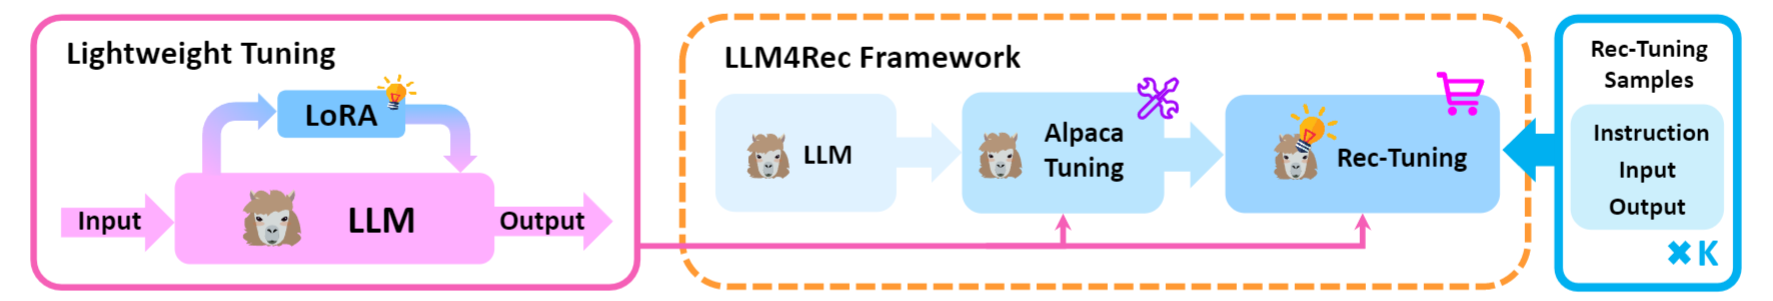 Lightweight Tuning
LoRA
Input
LLM
Output
LLM4Rec Framework
LLM
Alpaca
Tuning
Rec-Tuning
Rec-Tuning
Samples
Instruction
Input
Output
✖ K